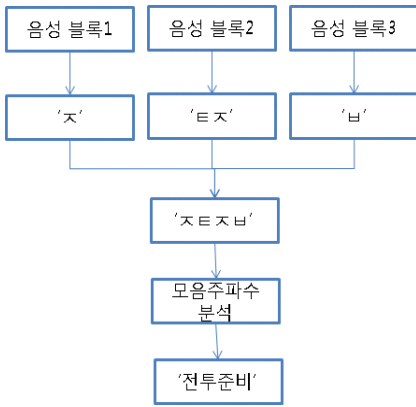 음성 블록1
음성 블록2
음성 블록3
‘ㅈ’
‘ㅌㅈ’
‘ㅂ’
‘ㅈㅌㅈㅂ’
모음주파수
분석
‘전투준비’